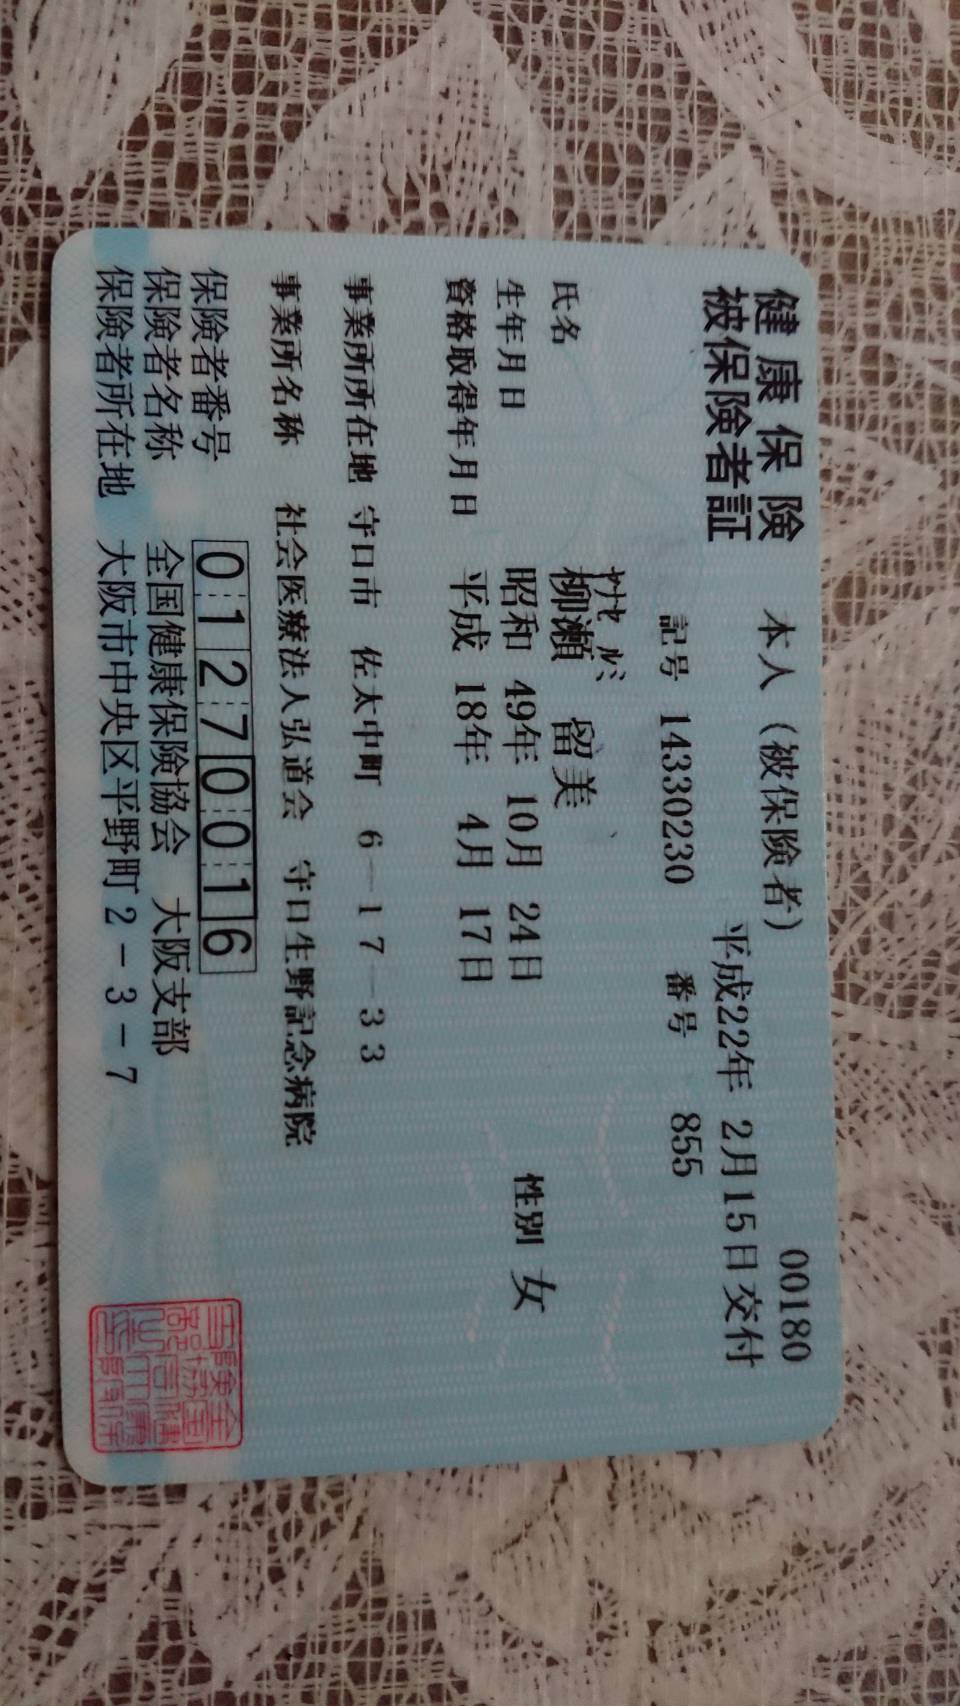 健康保険
被保険者証
本人（被保険者）
00180
平成22年 2月15日交付
記号 14330230 番号 855
ヤナセ ルミ
氏名 柳瀬 留美
生年月日 昭和 49年 10月 24日 性別 女
資格取得年月日 平成 18年 4月 17日
事業所所在地 守口市 佐太中町 6－17－33
事業所名称 社会医療法人弘道会 守口生野記念病院
保険者番号 01270016
保険者名称 全国健康保険協会 大阪支部
保険者所在地 大阪市中央区平野町2－3－7